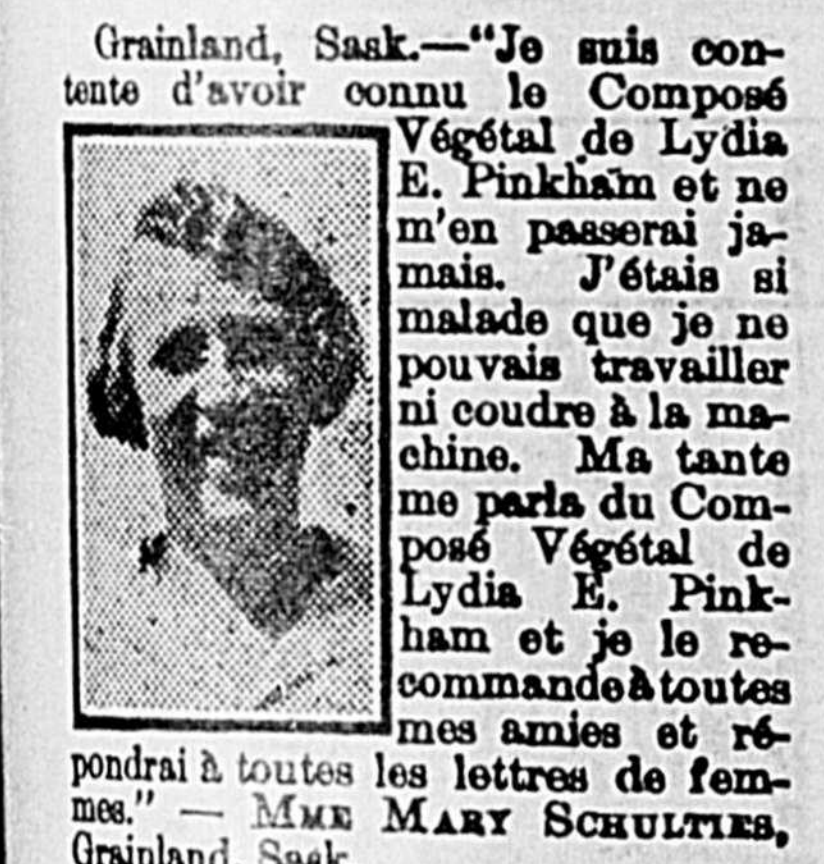 Grainland, Sask.—"Je suis con-
tente d'avoir connu le Composé
Végétal de Lydia
E. Pinkham et ne
m'en passerai ja-
mais. J'étais si
malade que je ne
pouvais travailler
ni coudre à la ma-
chine. Ma tante
me parla du Com-
posé Végétal de
Lydia E. Pink-
ham et je le re-
commande à toutes
mes amies et ré-
pondrai à toutes les lettres de fem-
mes." — MME MARY SCHULTIES,
Grainland, Sask.